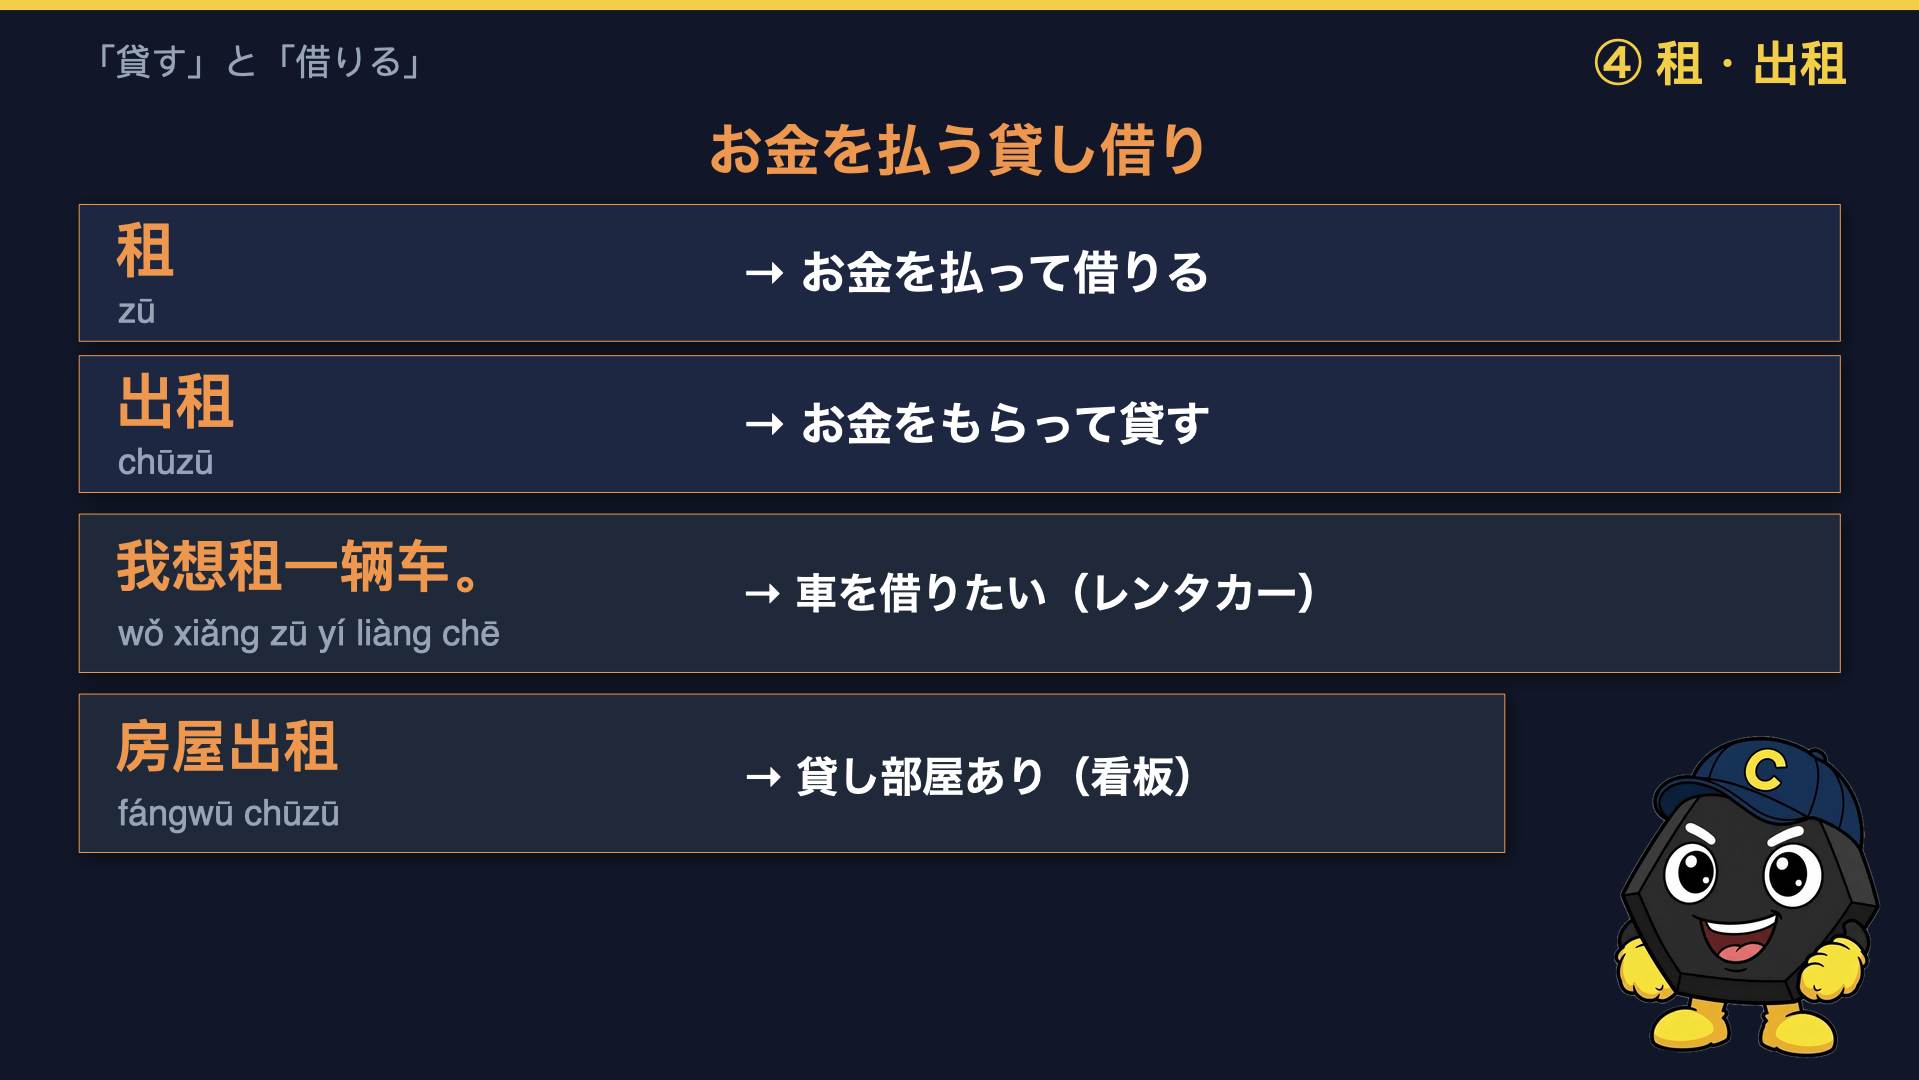 「貸す」と「借りる」
④ 租・出租
お金を払う貸し借り
租
zū
→ お金を払って借りる
出租
chūzū
→ お金をもらって貸す
我想租一辆车。
wǒ xiǎng zū yí liàng chē
→ 車を借りたい（レンタカー）
房屋出租
fángwū chūzū
→ 貸し部屋あり（看板）
C